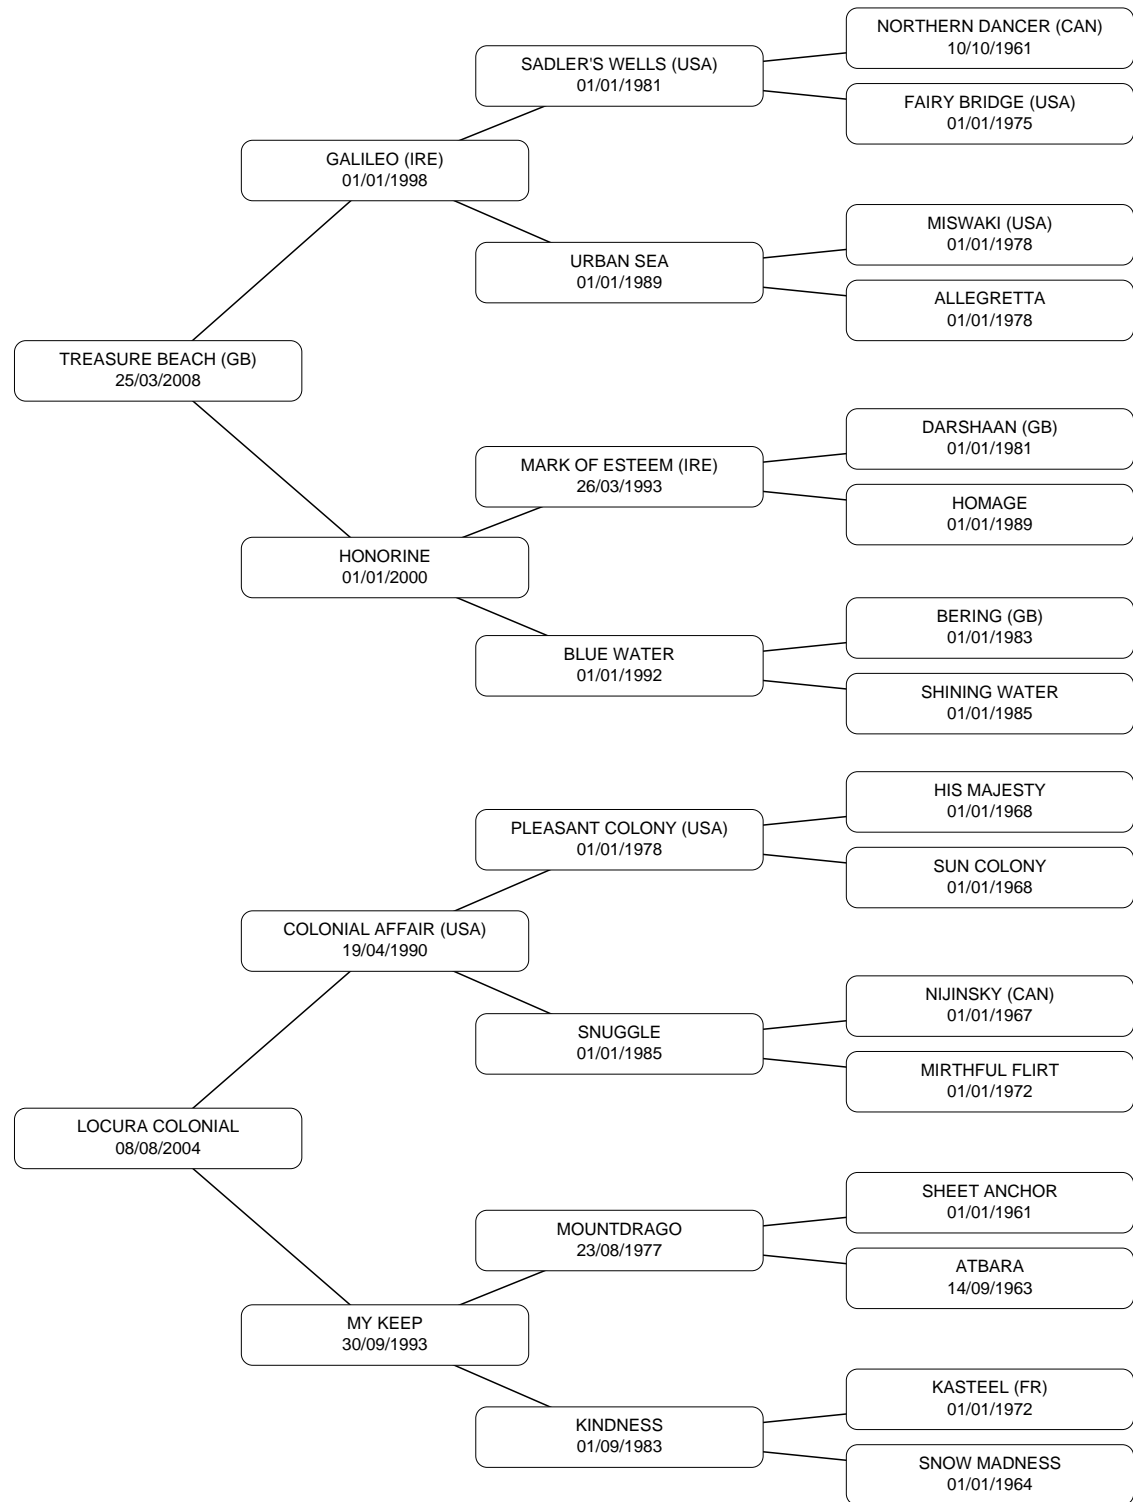 NORTHERN DANCER (CAN)
10/10/1961
SADLER'S WELLS (USA)
01/01/1981
FAIRY BRIDGE (USA)
01/01/1975
GALILEO (IRE)
01/01/1998
MISWAKI (USA)
01/01/1978
URBAN SEA
01/01/1989
ALLEGRETTA
01/01/1978
TREASURE BEACH (GB)
25/03/2008
DARSHAAN (GB)
01/01/1981
MARK OF ESTEEM (IRE)
26/03/1993
HOMAGE
01/01/1989
HONORINE
01/01/2000
BERING (GB)
01/01/1983
BLUE WATER
01/01/1992
SHINING WATER
01/01/1985
HIS MAJESTY
01/01/1968
PLEASANT COLONY (USA)
01/01/1978
SUN COLONY
01/01/1968
COLONIAL AFFAIR (USA)
19/04/1990
NIJINSKY (CAN)
01/01/1967
SNUGGLE
01/01/1985
MIRTHFUL FLIRT
01/01/1972
LOCURA COLONIAL
08/08/2004
SHEET ANCHOR
01/01/1961
MOUNTDRAGO
23/08/1977
ATBARA
14/09/1963
MY KEEP
30/09/1993
KASTEEL (FR)
01/01/1972
KINDNESS
01/09/1983
SNOW MADNESS
01/01/1964